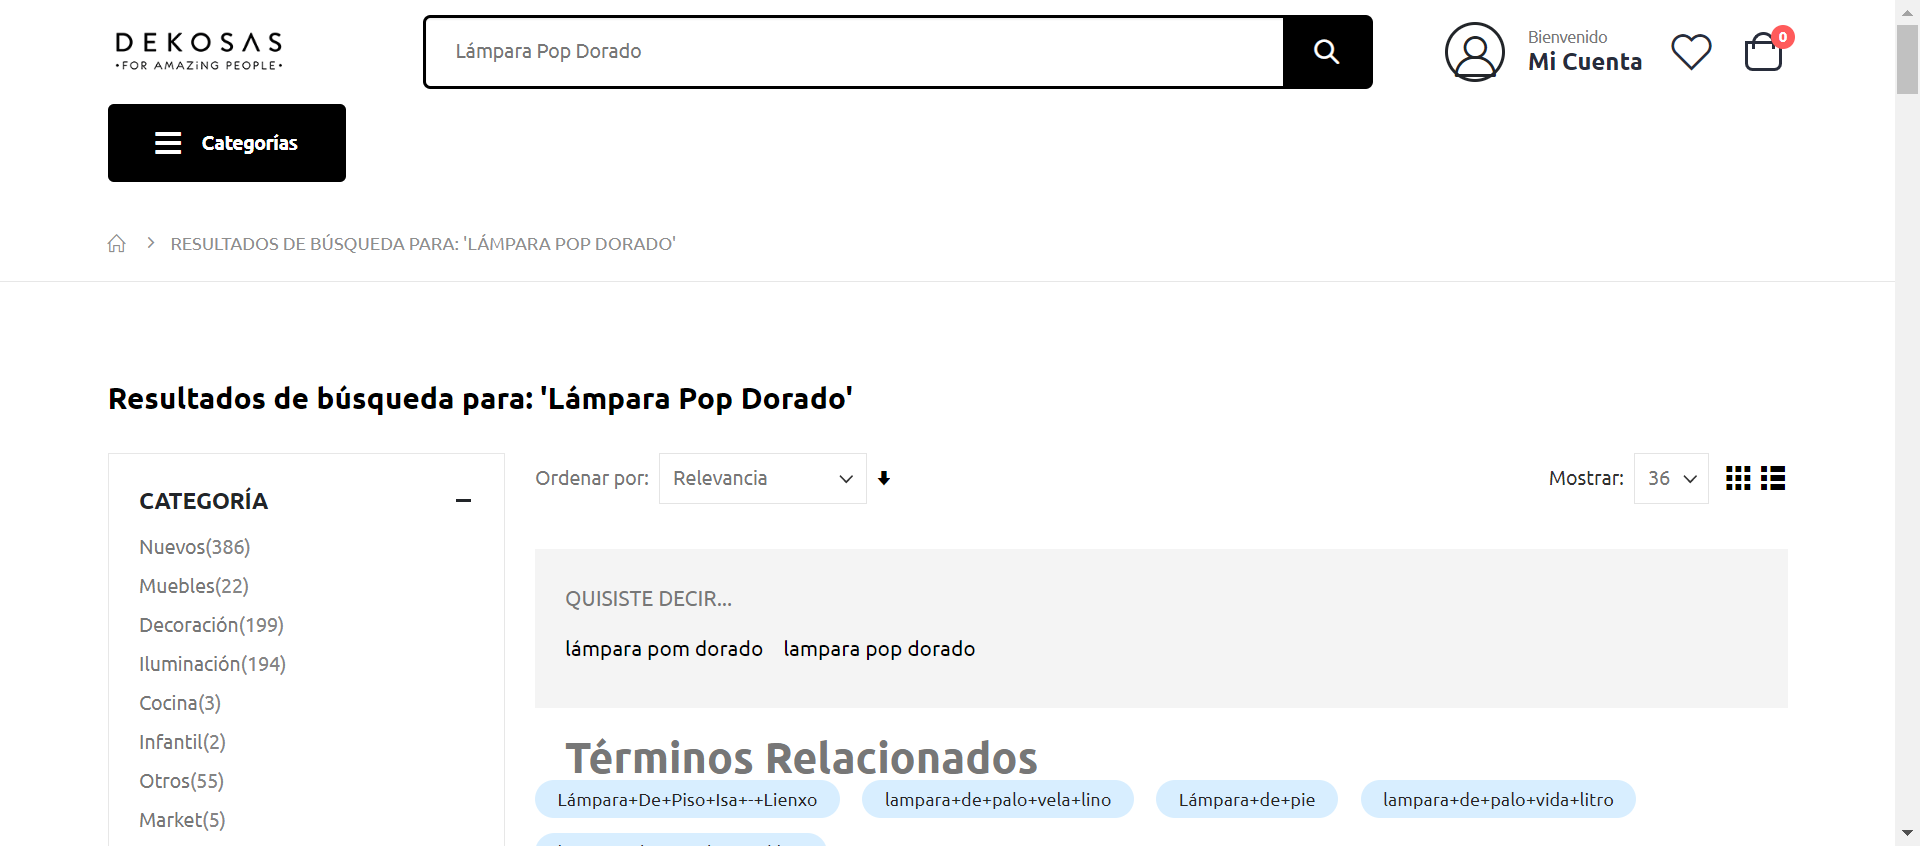 DEKOSAS
•FOR AMAZiNG PEOPLE•
Lámpara Pop Dorado
Bienvenido
Mi Cuenta
0
Categorías
RESULTADOS DE BÚSQUEDA PARA: 'LÁMPARA POP DORADO'
Resultados de búsqueda para: 'Lámpara Pop Dorado'
CATEGORÍA
Nuevos(386)
Muebles(22)
Decoración(199)
Iluminación(194)
Cocina(3)
Infantil(2)
Otros(55)
Market(5)
Ordenar por: Relevancia
Mostrar: 36
QUISISTE DECIR...
lámpara pom dorado lampara pop dorado
Términos Relacionados
Lámpara+De+Piso+Isa+-+Lienxo lampara+de+palo+vela+lino Lámpara+de+pie lampara+de+palo+vida+litro